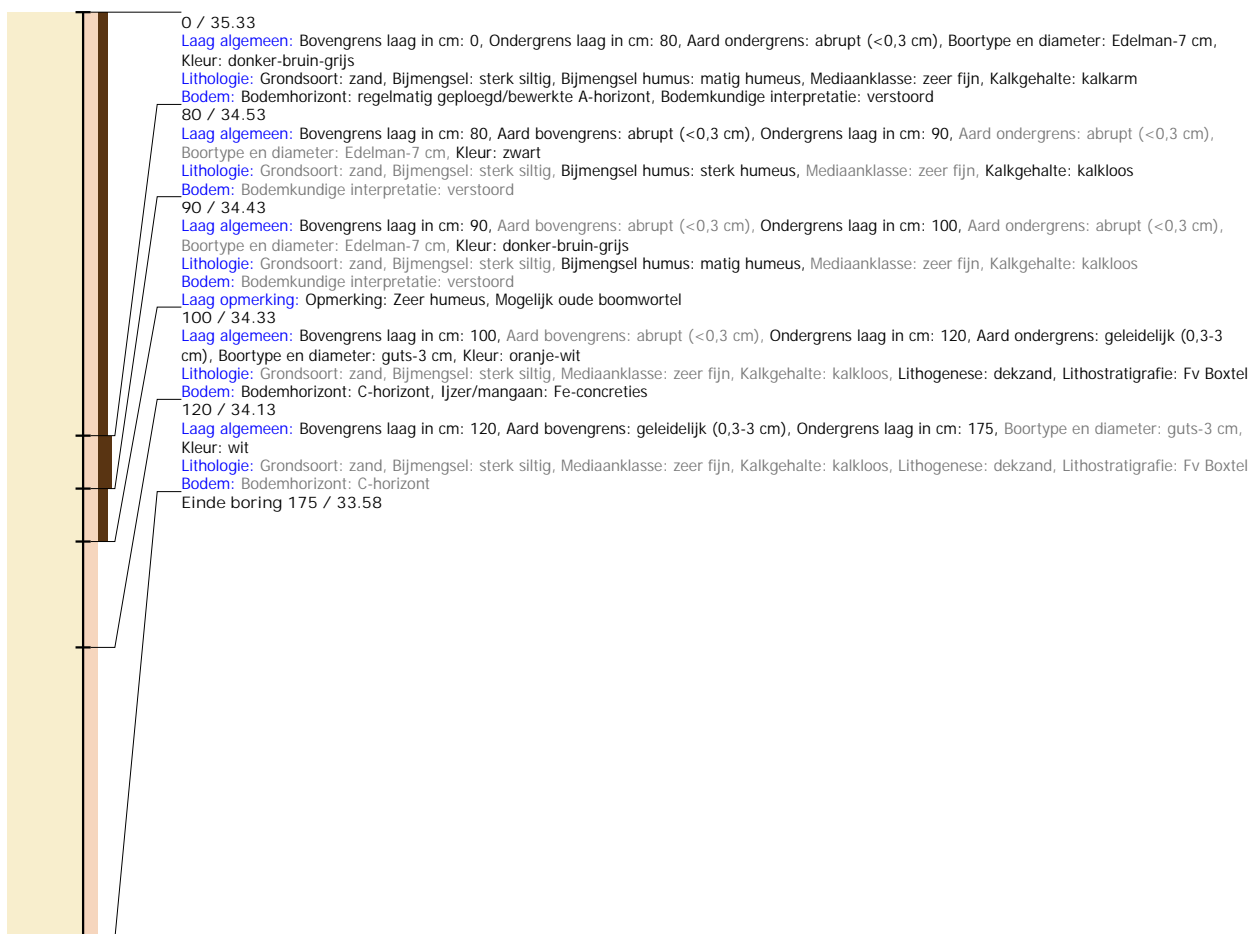 0 / 35.33
Laag algemeen: Bovengrens laag in cm: 0, Ondergrens laag in cm: 80, Aard ondergrens: abrupt (<0,3 cm), Boortype en diameter: Edelman-7 cm,
Kleur: donker-bruin-grijs
Lithologie: Grondsoort: zand, Bijmengsel: sterk siltig, Bijmengsel humus: matig humeus, Mediaanklasse: zeer fijn, Kalkgehalte: kalkarm
Bodem: Bodemhorizont: regelmatig geploegd/bewerkte A-horizont, Bodemkundige interpretatie: verstoord
80 / 34.53
Laag algemeen: Bovengrens laag in cm: 80, Aard bovengrens: abrupt (<0,3 cm), Ondergrens laag in cm: 90, Aard ondergrens: abrupt (<0,3 cm),
Boortype en diameter: Edelman-7 cm, Kleur: zwart
Lithologie: Grondsoort: zand, Bijmengsel: sterk siltig, Bijmengsel humus: sterk humeus, Mediaanklasse: zeer fijn, Kalkgehalte: kalkloos
Bodem: Bodemkundige interpretatie: verstoord
90 / 34.43
Laag algemeen: Bovengrens laag in cm: 90, Aard bovengrens: abrupt (<0,3 cm), Ondergrens laag in cm: 100, Aard ondergrens: abrupt (<0,3 cm),
Boortype en diameter: Edelman-7 cm, Kleur: donker-bruin-grijs
Lithologie: Grondsoort: zand, Bijmengsel: sterk siltig, Bijmengsel humus: matig humeus, Mediaanklasse: zeer fijn, Kalkgehalte: kalkloos
Bodem: Bodemkundige interpretatie: verstoord
Laag opmerking: Opmerking: Zeer humeus, Mogelijk oude boomwortel
100 / 34.33
Laag algemeen: Bovengrens laag in cm: 100, Aard bovengrens: abrupt (<0,3 cm), Ondergrens laag in cm: 120, Aard ondergrens: geleidelijk (0,3-3
cm), Boortype en diameter: guts-3 cm, Kleur: oranje-wit
Lithologie: Grondsoort: zand, Bijmengsel: sterk siltig, Mediaanklasse: zeer fijn, Kalkgehalte: kalkloos, Lithogenese: dekzand, Lithostratigrafie: Fv Boxtel
Bodem: Bodemhorizont: C-horizont, Ijzer/mangaan: Fe-concreties
120 / 34.13
Laag algemeen: Bovengrens laag in cm: 120, Aard bovengrens: geleidelijk (0,3-3 cm), Ondergrens laag in cm: 175, Boortype en diameter: guts-3 cm,
Kleur: wit
Lithologie: Grondsoort: zand, Bijmengsel: sterk siltig, Mediaanklasse: zeer fijn, Kalkgehalte: kalkloos, Lithogenese: dekzand, Lithostratigrafie: Fv Boxtel
Bodem: Bodemhorizont: C-horizont
Einde boring 175 / 33.58